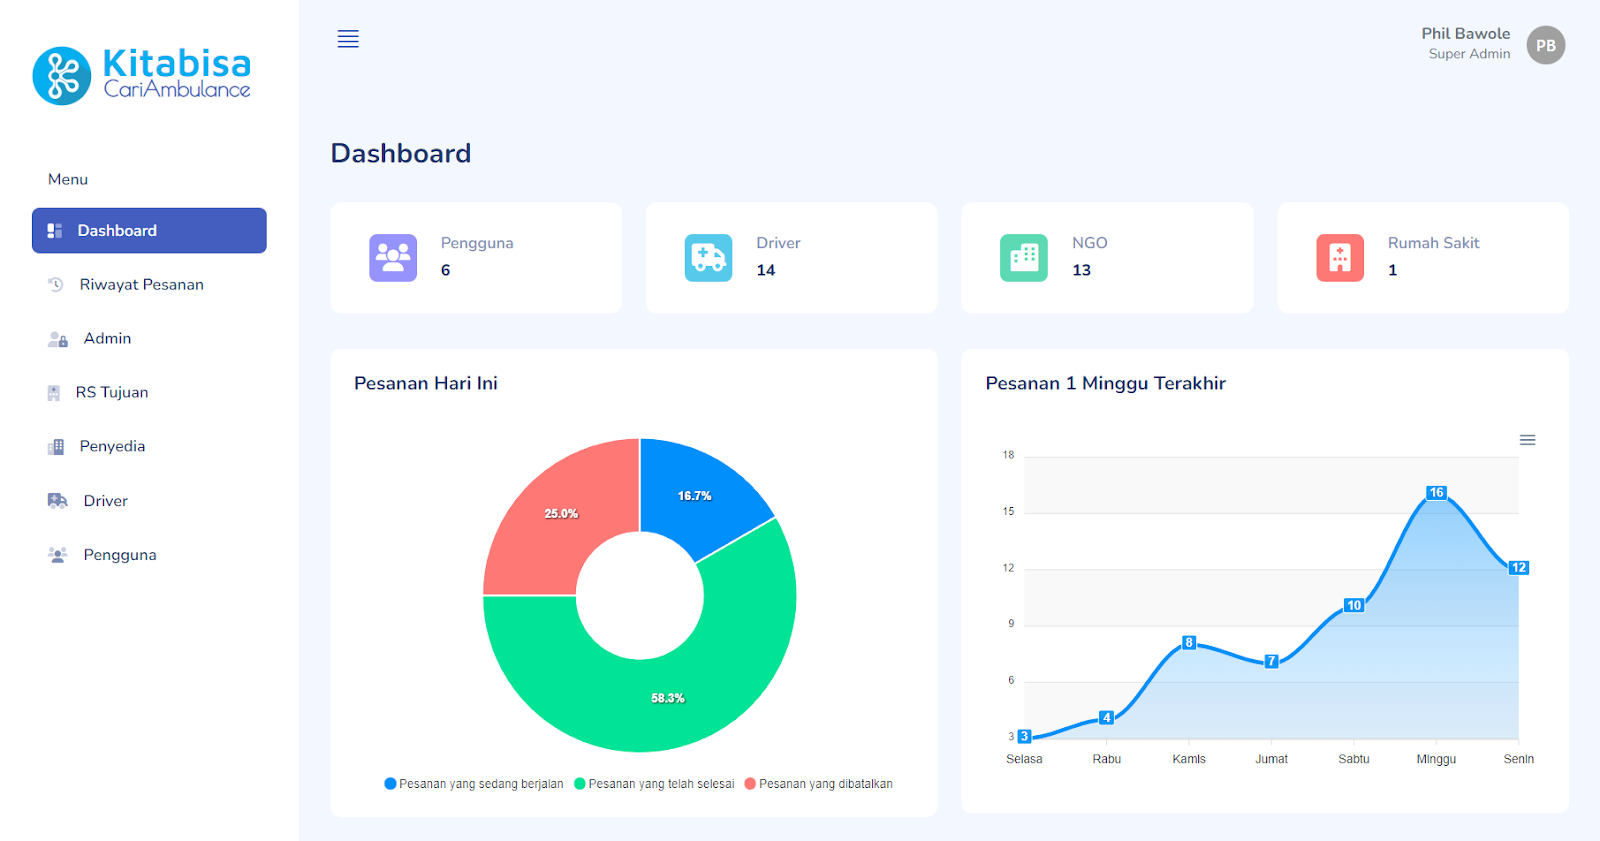 Kitabisa
CariAmbulance
Phil Bawole
Super Admin
PB
Menu
Dashboard
Riwayat Pesanan
Admin
RS Tujuan
Penyedia
Driver
Pengguna
Dashboard
Pengguna
6
Driver
14
NGO
13
Rumah Sakit
1
Pesanan Hari Ini
16.7%
25.0%
58.3%
Pesanan yang sedang berjalan Pesanan yang telah selesai Pesanan yang dibatalkan
Pesanan 1 Minggu Terakhir
18
15
12
9
6
3
3
4
8
7
10
16
12
Selasa Rabu Kamis Jumat Sabtu Minggu Senin